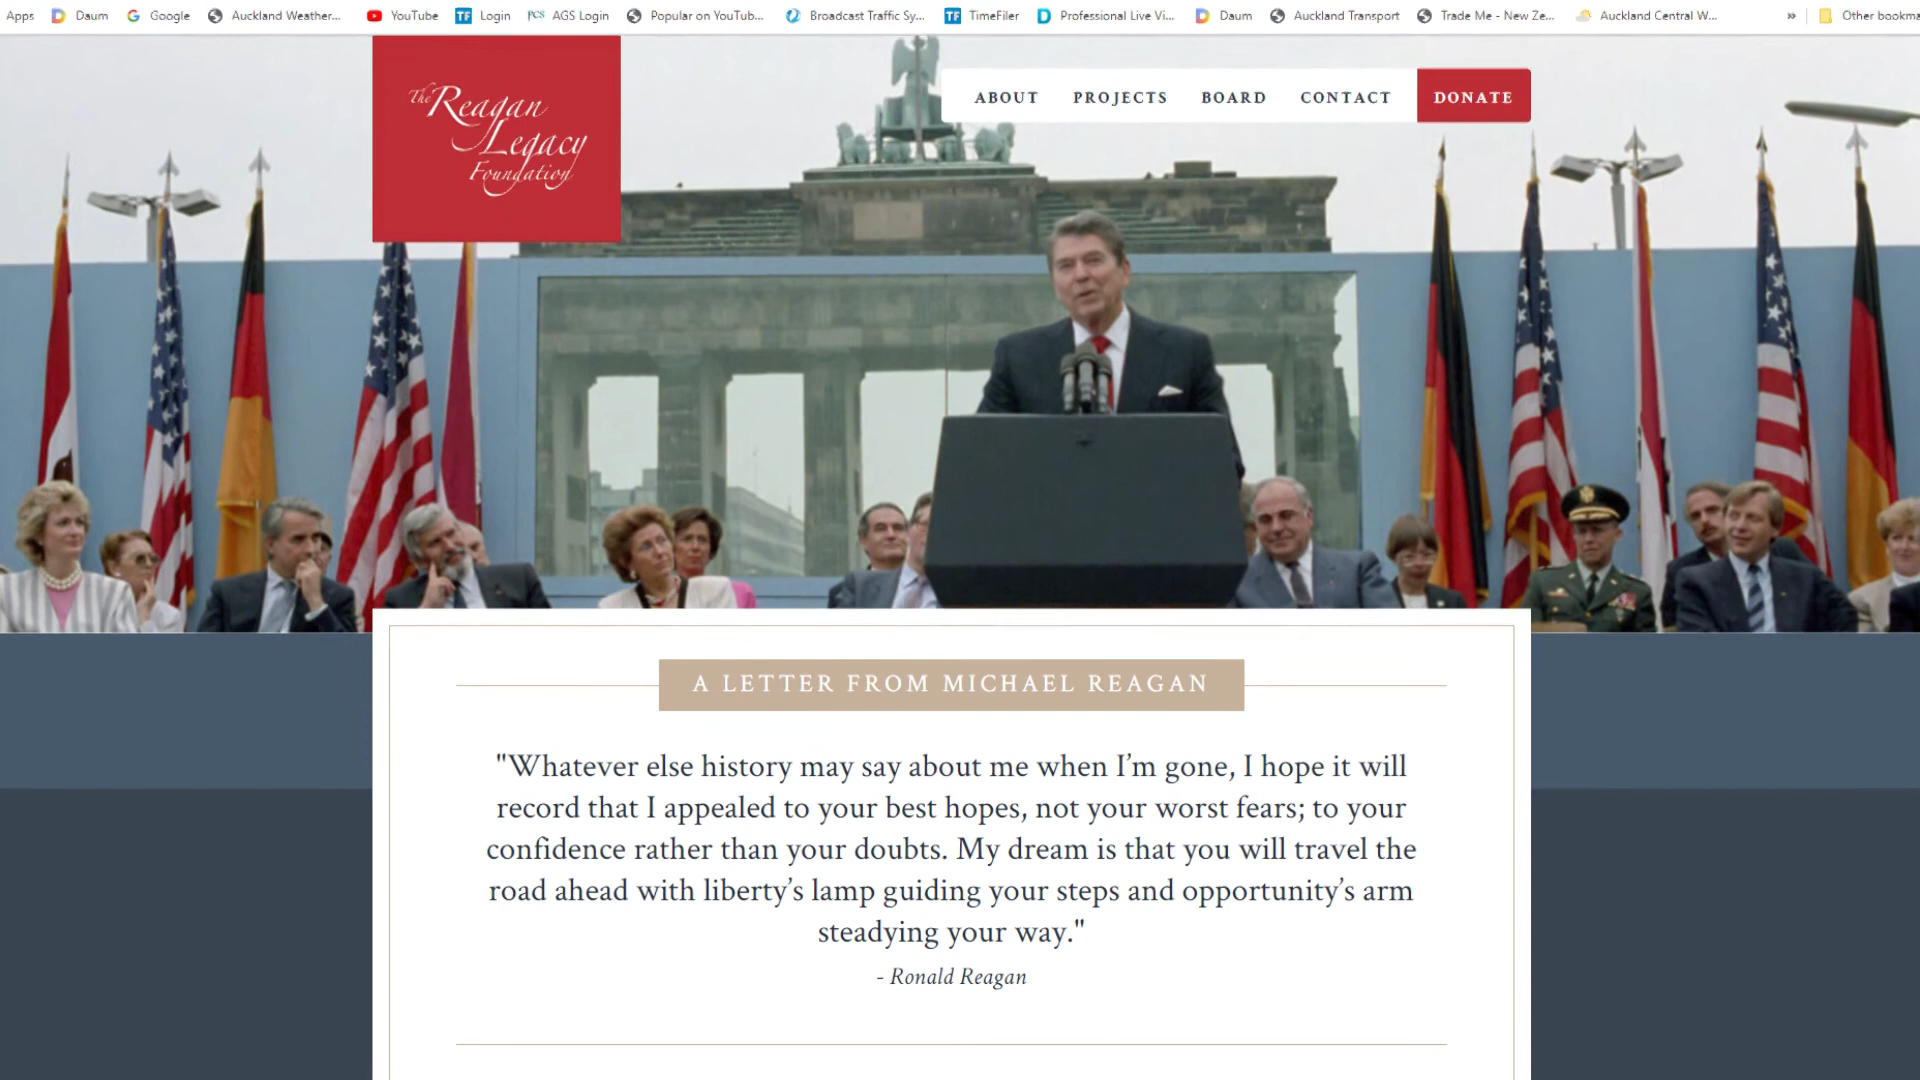 Apps Daum Google Auckland Weather... YouTube Login PCS AGS Login Popular on YouTub... Broadcast Traffic Sy... TF TimeFiler Professional Live Vi... Daum Auckland Transport Trade Me - New Ze... Auckland Central W... » Other bookma
The Reagan
Legacy
Foundation
ABOUT PROJECTS BOARD CONTACT DONATE
A LETTER FROM MICHAEL REAGAN
"Whatever else history may say about me when I’m gone, I hope it will
record that I appealed to your best hopes, not your worst fears; to your
confidence rather than your doubts. My dream is that you will travel the
road ahead with liberty’s lamp guiding your steps and opportunity’s arm
steadying your way."
- Ronald Reagan